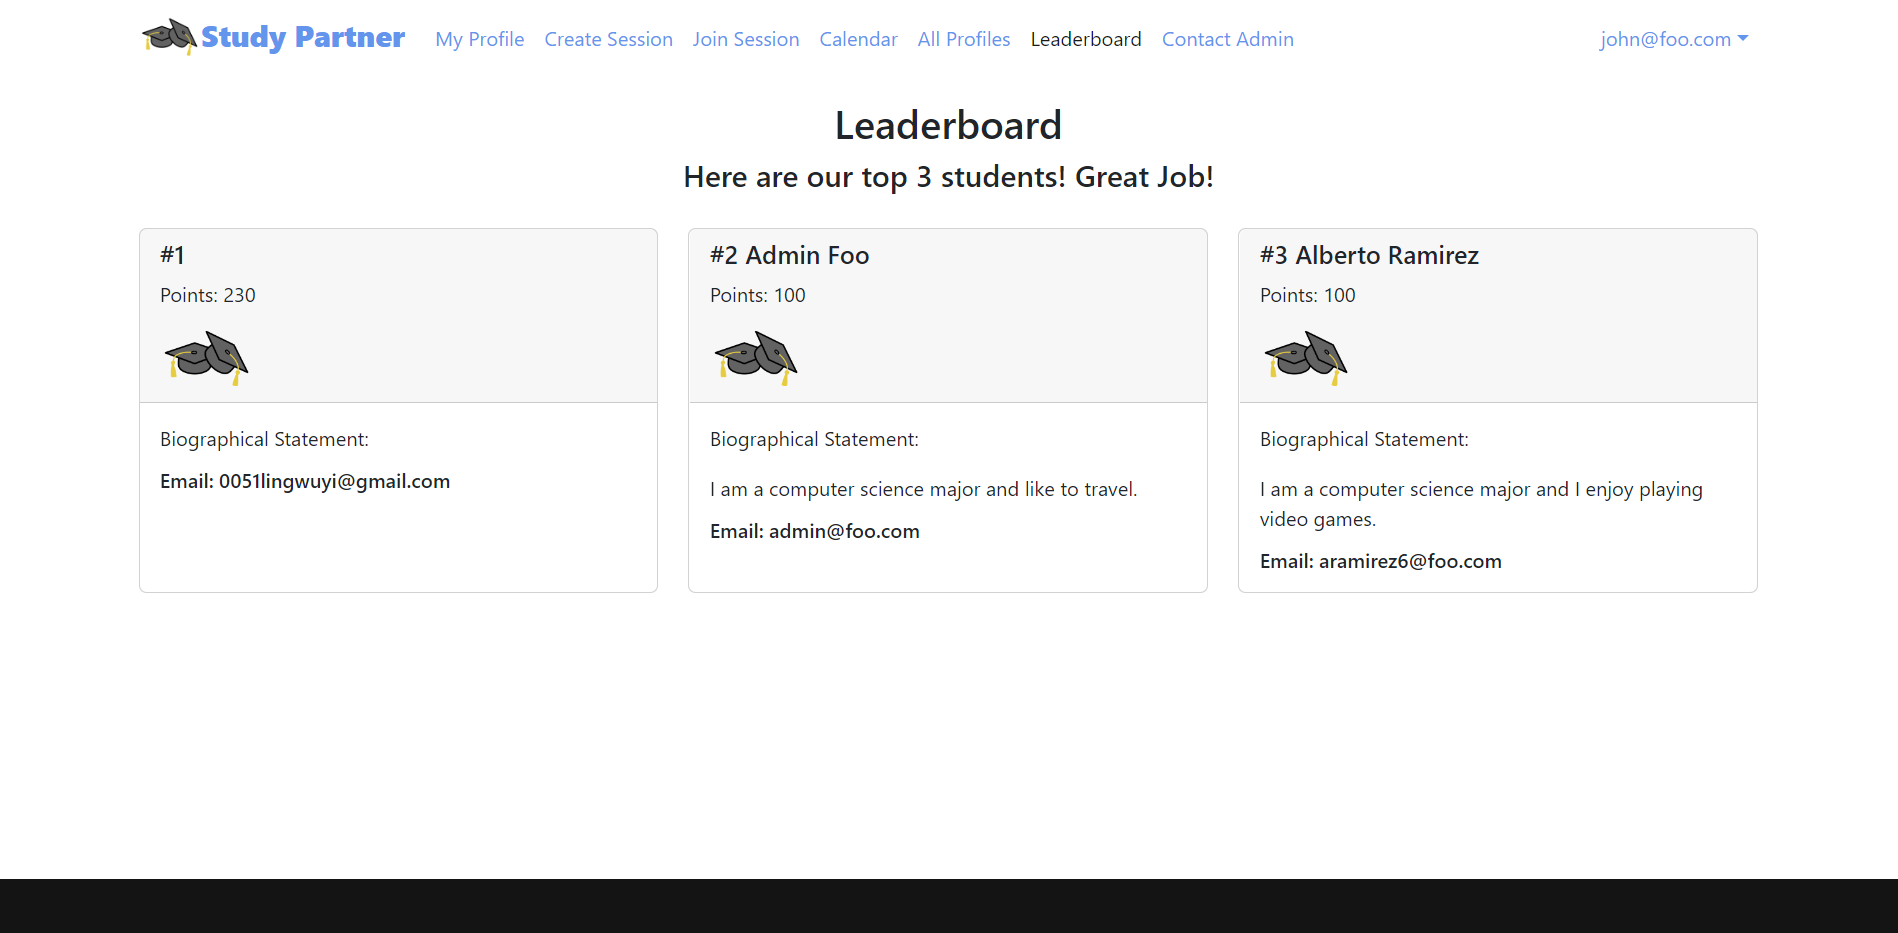 Study Partner My Profile Create Session Join Session Calendar All Profiles Leaderboard Contact Admin john@foo.com
Leaderboard
Here are our top 3 students! Great Job!
#1
Points: 230
Biographical Statement:
Email: 0051lingwuyi@gmail.com
#2 Admin Foo
Points: 100
Biographical Statement:
I am a computer science major and like to travel.
Email: admin@foo.com
#3 Alberto Ramirez
Points: 100
Biographical Statement:
I am a computer science major and I enjoy playing
video games.
Email: aramirez6@foo.com